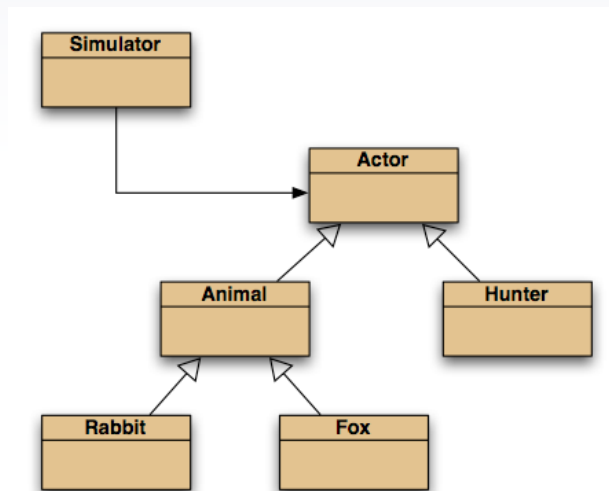 Simulator
Actor
Animal
Hunter
Rabbit
Fox